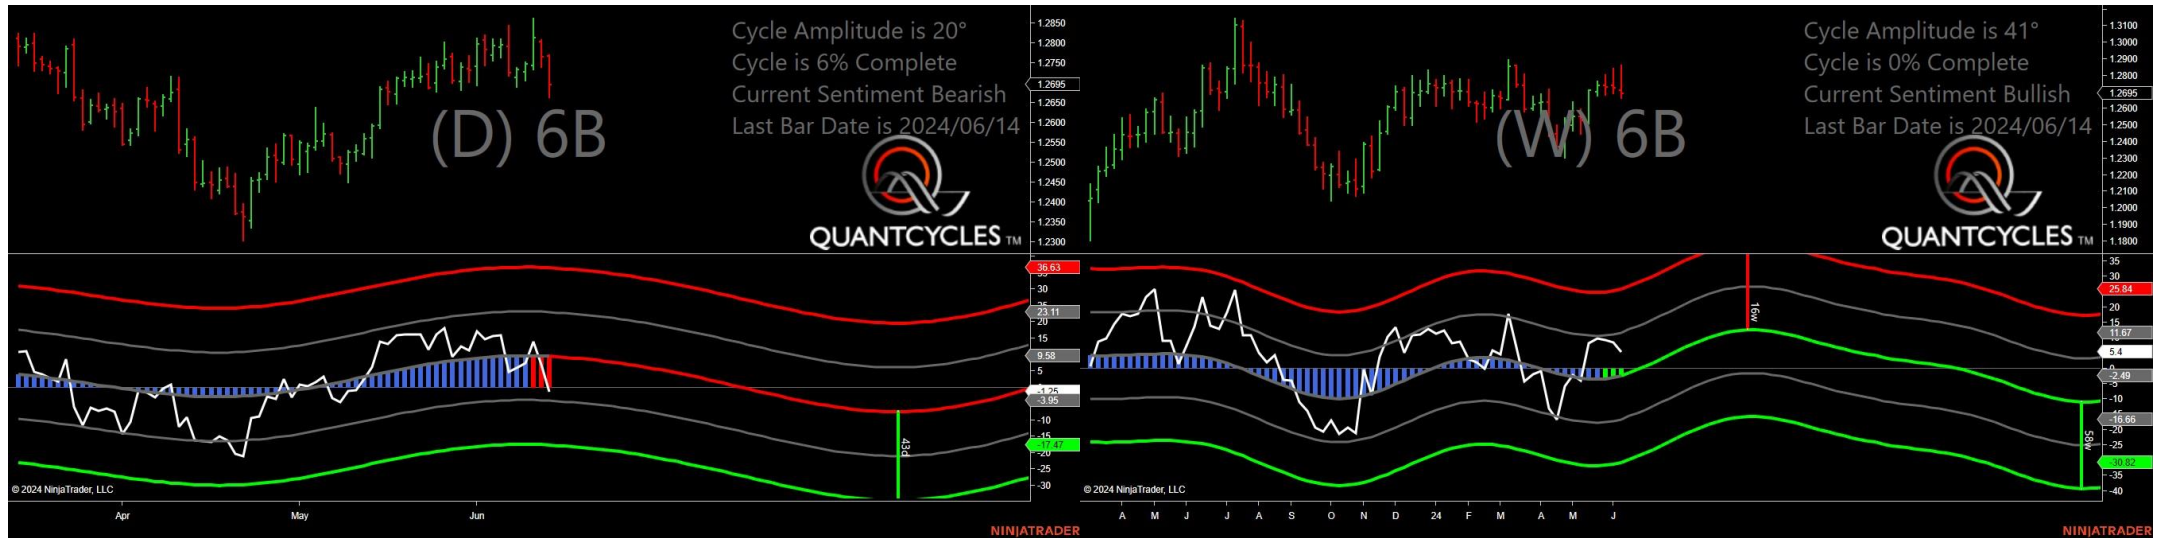 Cycle Amplitude is 20°
Cycle is 6% Complete
Current Sentiment Bearish
Last Bar Date is 2024/06/14
(D) 6B
QUANTCYCLES TM
1.2850
1.2800
1.2750
1.2695
1.2650
1.2600
1.2550
1.2500
1.2450
1.2400
1.2350
1.2300
36.63
30
23.11
20
15
9.58
5
-1.25
-3.95
-10
-15
-17.47
-20
-25
-30
43d
© 2024 NinjaTrader, LLC
Apr May Jun
NINJATRADER
Cycle Amplitude is 41°
Cycle is 0% Complete
Current Sentiment Bullish
Last Bar Date is 2024/06/14
(W) 6B
QUANTCYCLES TM
1.3100
1.3000
1.2900
1.2800
1.2695
1.2600
1.2500
1.2400
1.2300
1.2200
1.2100
1.2000
1.1900
1.1800
35
30
25.84
20
15
11.67
5.4
0
-2.49
-5
-10
-16.66
-20
-25
-30.82
-35
-40
16w
58w
© 2024 NinjaTrader, LLC
A M J J A S O N D 24 F M A M J
NINJATRADER